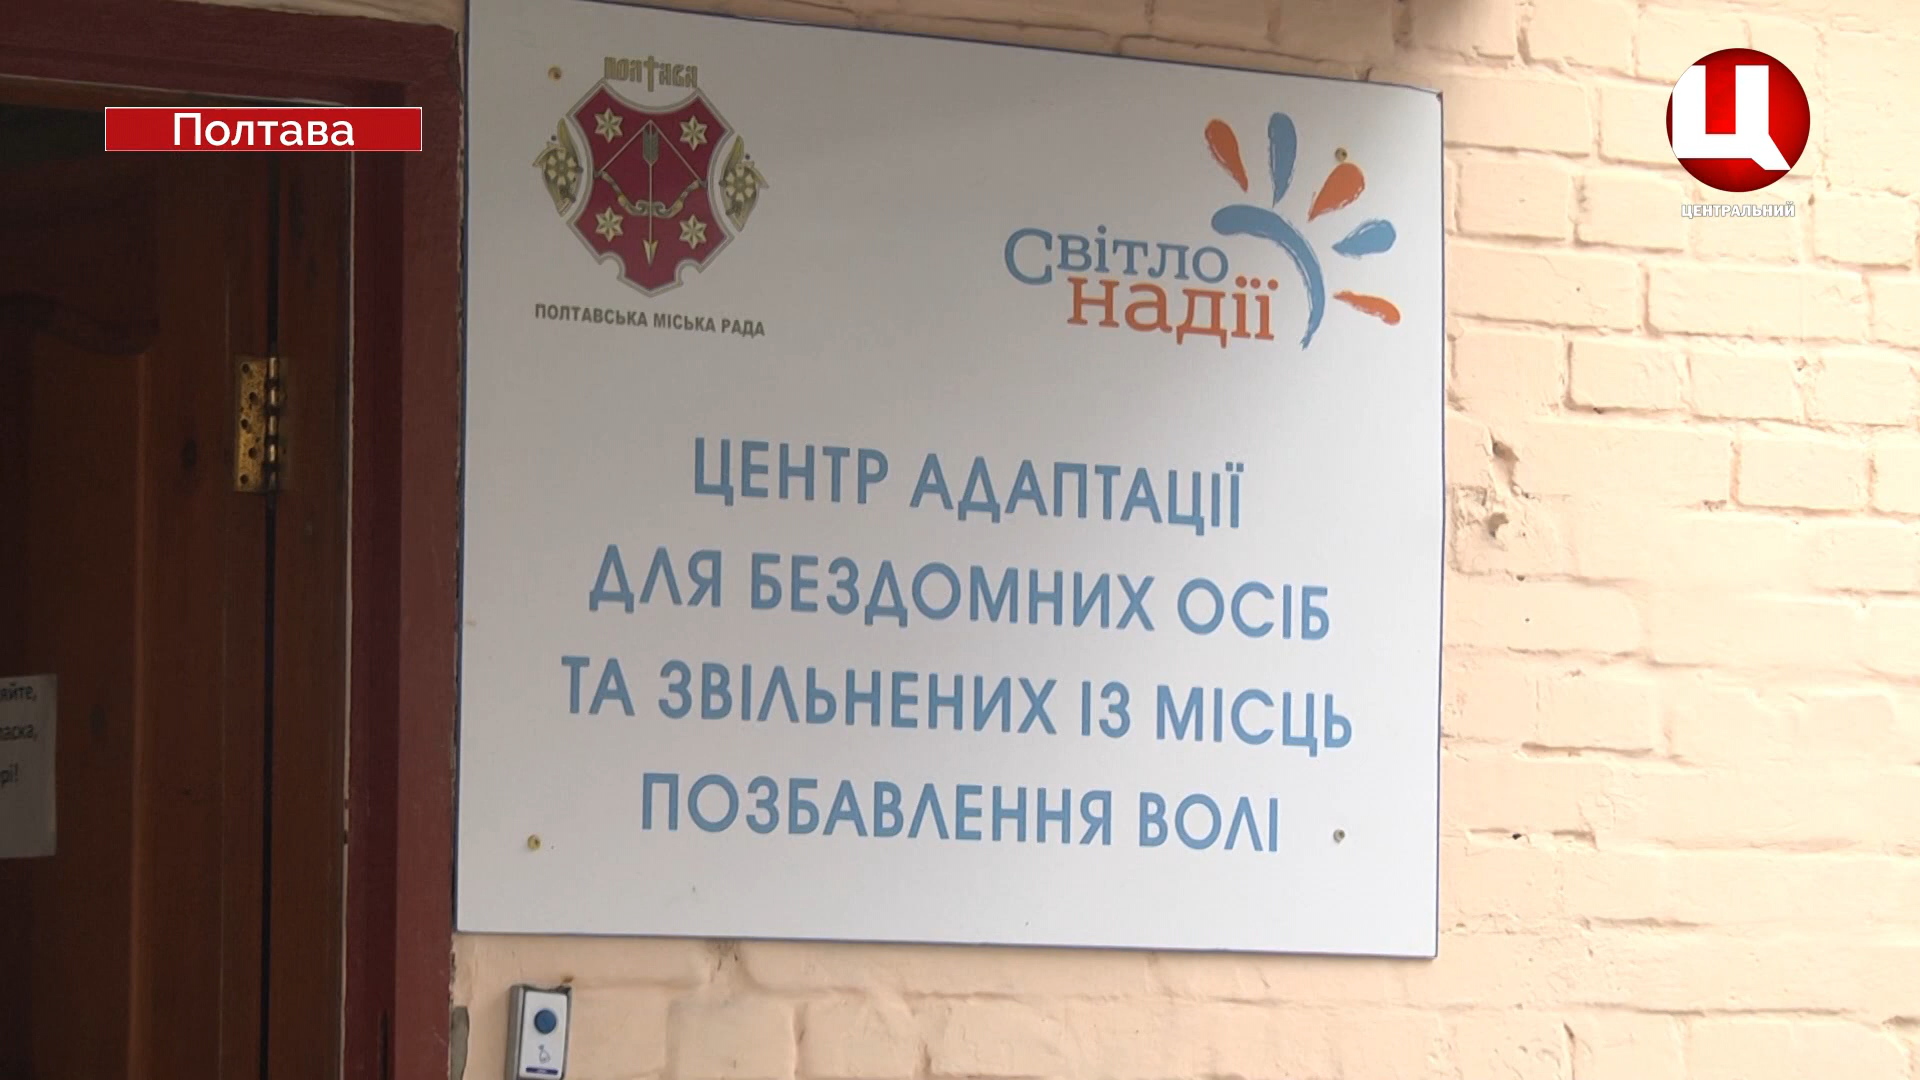 Полтава
ПОЛТАВА
ПОЛТАВСЬКА МІСЬКА РАДА
Світло
надії
ЦЕНТР АДАПТАЦІЇ
ДЛЯ БЕЗДОМНИХ ОСІБ
ТА ЗВІЛЬНЕНИХ ІЗ МІСЦЬ
ПОЗБАВЛЕННЯ ВОЛІ
Ц
ЦЕНТРАЛЬНИЙ